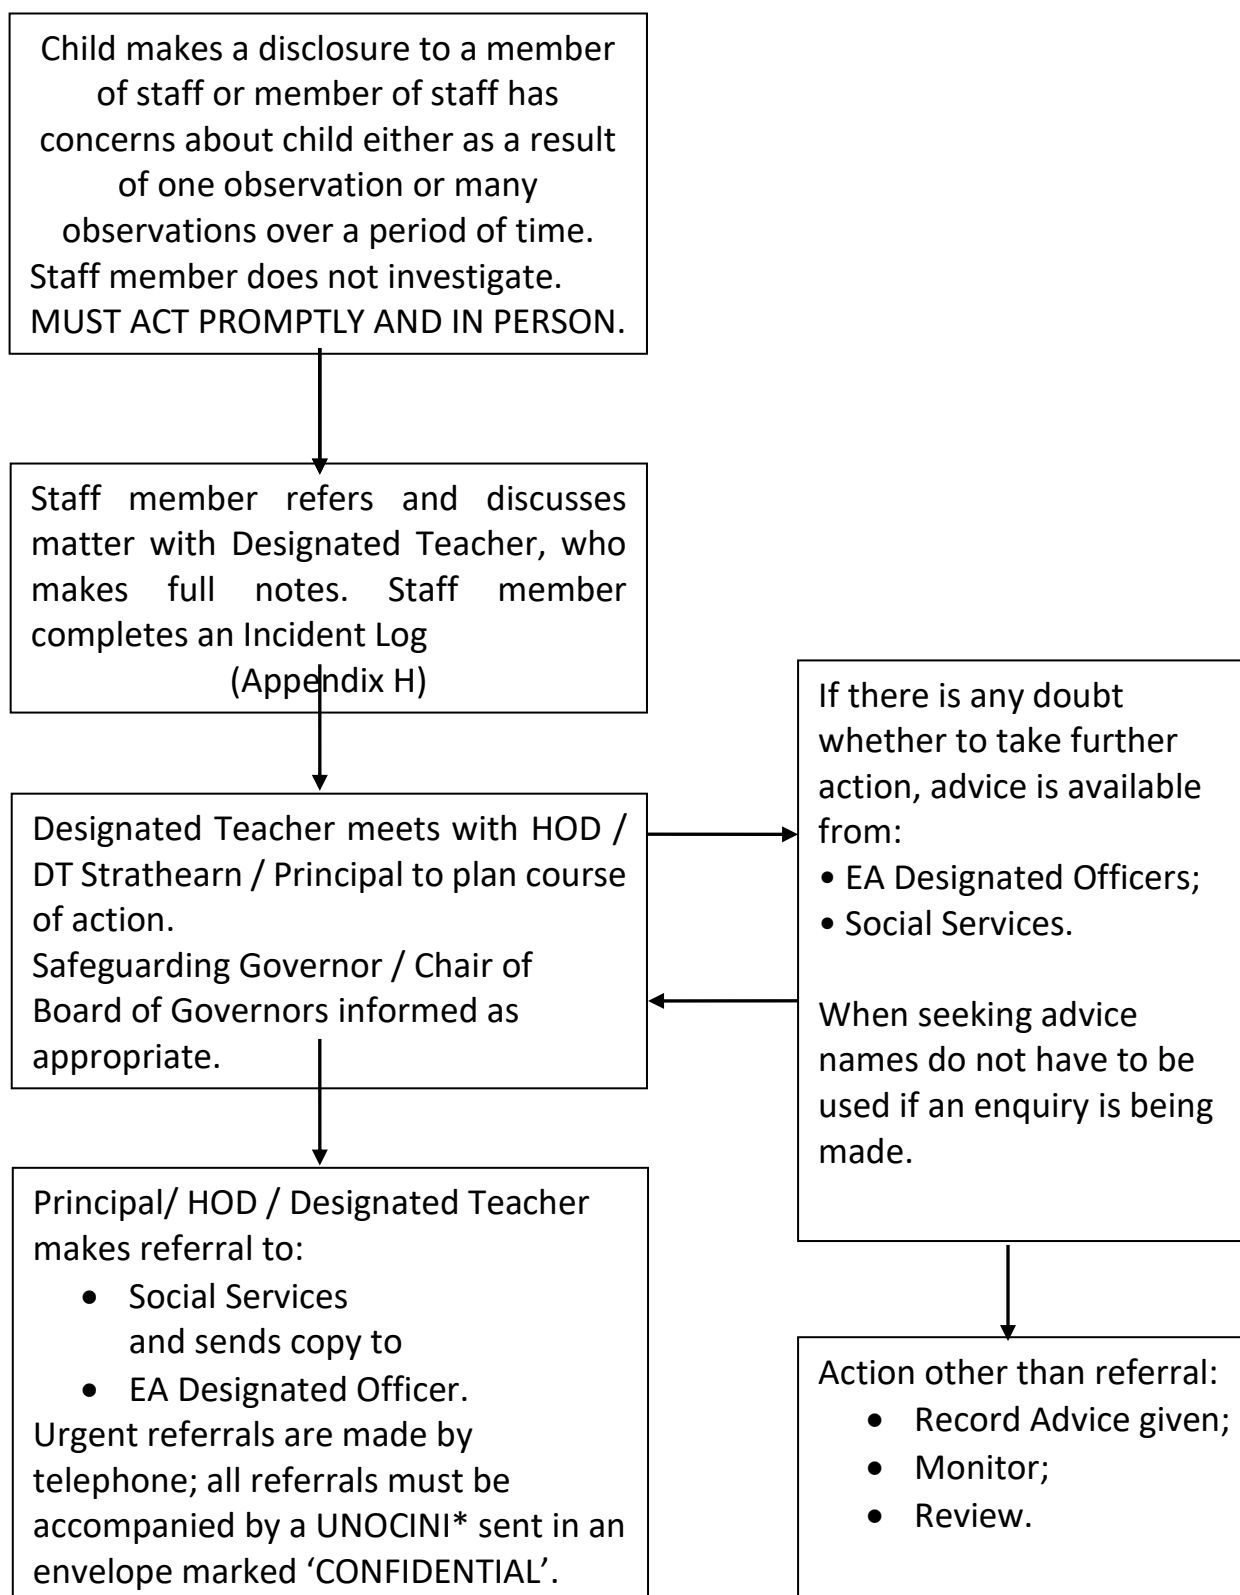 Child makes a disclosure to a member
of staff or member of staff has
concerns about child either as a result
of one observation or many
observations over a period of time.
Staff member does not investigate.
MUST ACT PROMPTLY AND IN PERSON.
Staff member refers and discusses
matter with Designated Teacher, who
makes full notes. Staff member
completes an Incident Log
(Appendix H)
Designated Teacher meets with HOD /
DT Strathearn / Principal to plan course
of action.
Safeguarding Governor / Chair of
Board of Governors informed as
appropriate.
If there is any doubt
whether to take further
action, advice is available
from:
• EA Designated Officers;
• Social Services.
When seeking advice
names do not have to be
used if an enquiry is being
made.
Principal/ HOD / Designated Teacher
makes referral to:
• Social Services
and sends copy to
• EA Designated Officer.
Urgent referrals are made by
telephone; all referrals must be
accompanied by a UNOCINI* sent in an
envelope marked ‘CONFIDENTIAL’.
Action other than referral:
• Record Advice given;
• Monitor;
• Review.